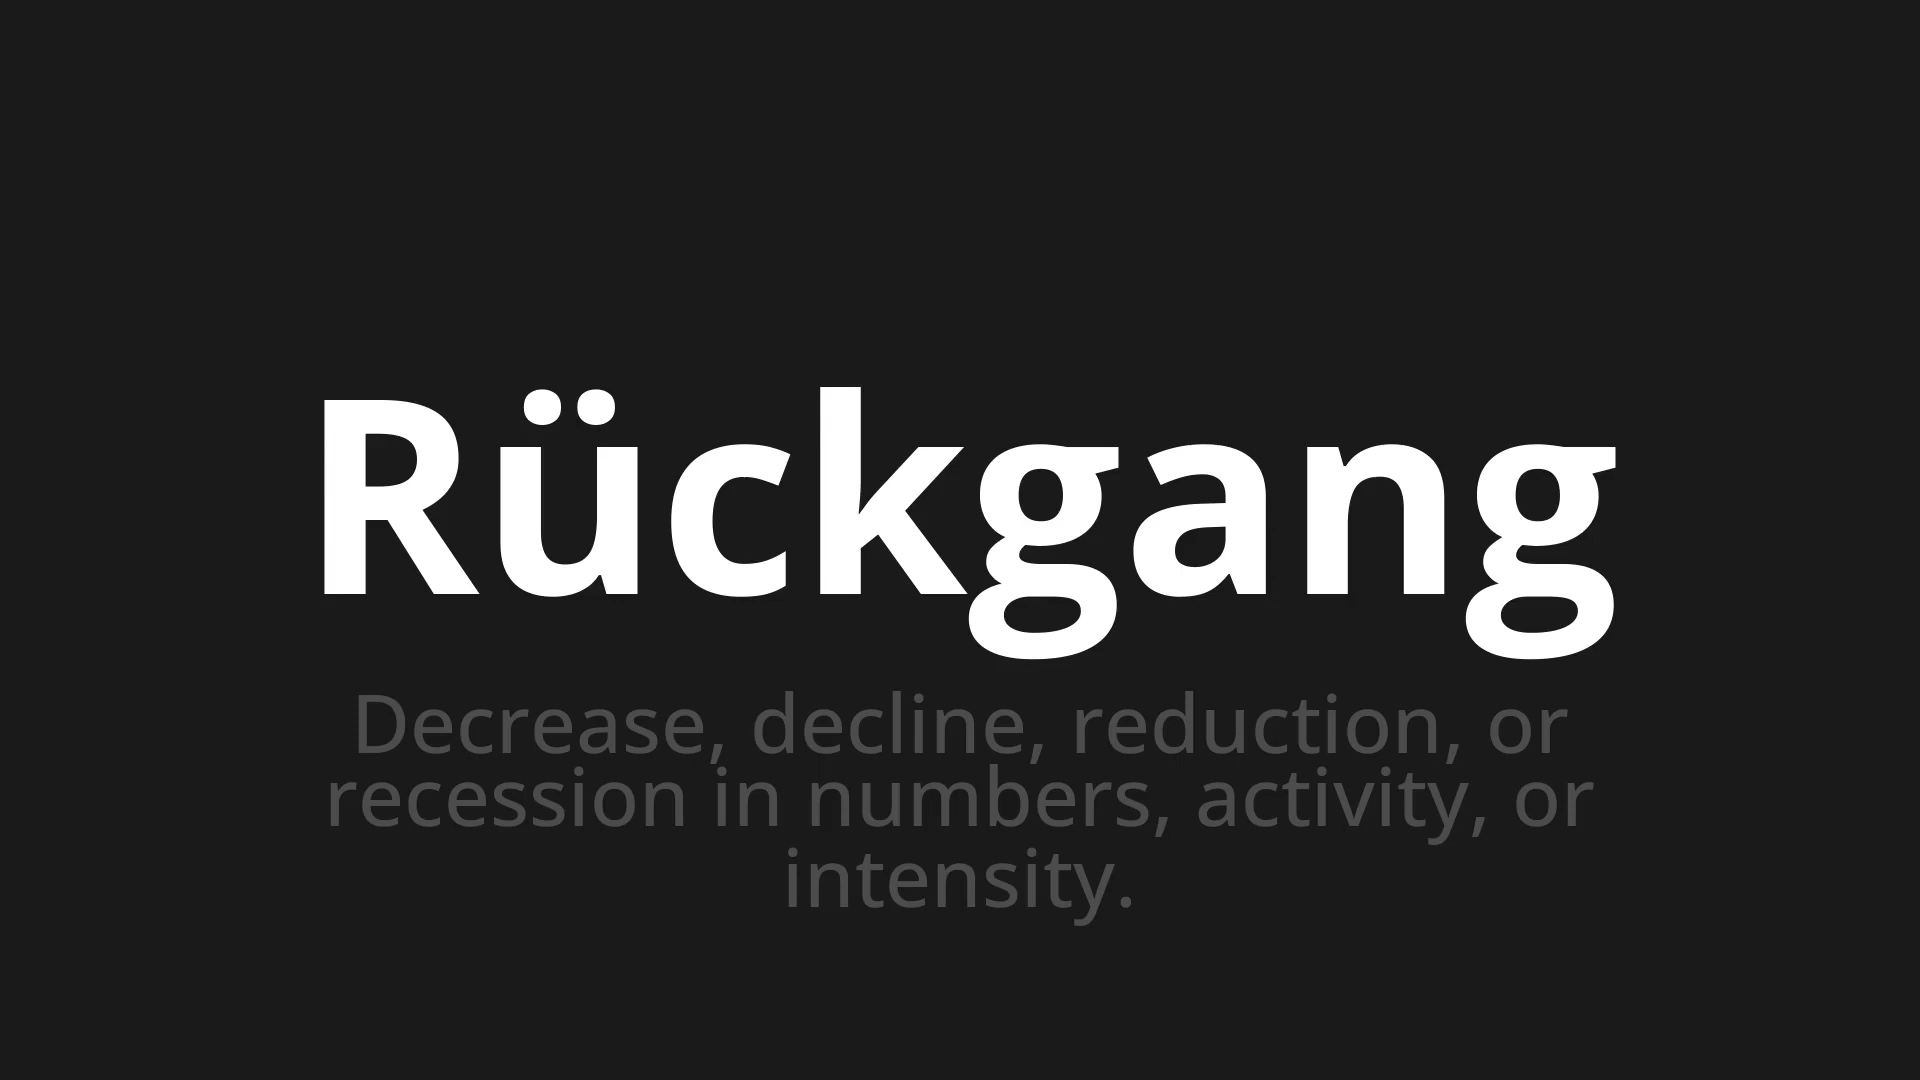 Rückgang
Decrease, decline, reduction, or
recession in numbers, activity, or
intensity.